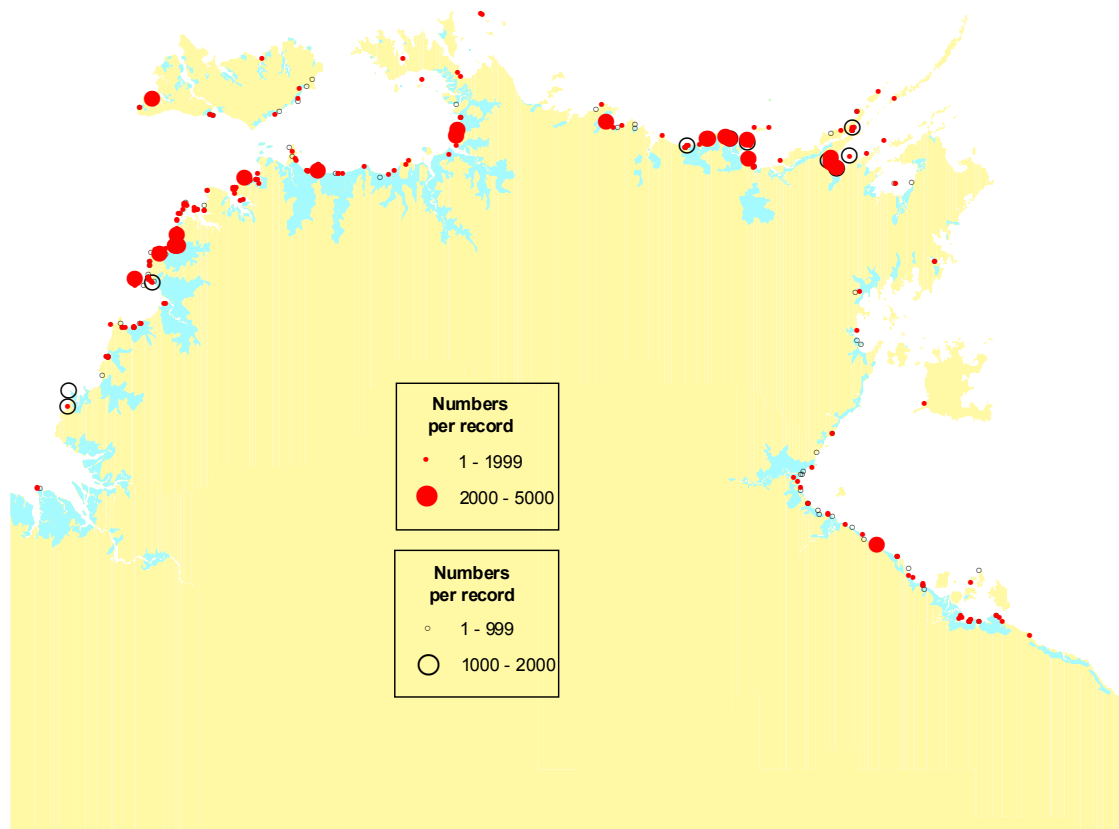 Numbers
per record
1 - 1999
2000 - 5000
Numbers
per record
1 - 999
1000 - 2000